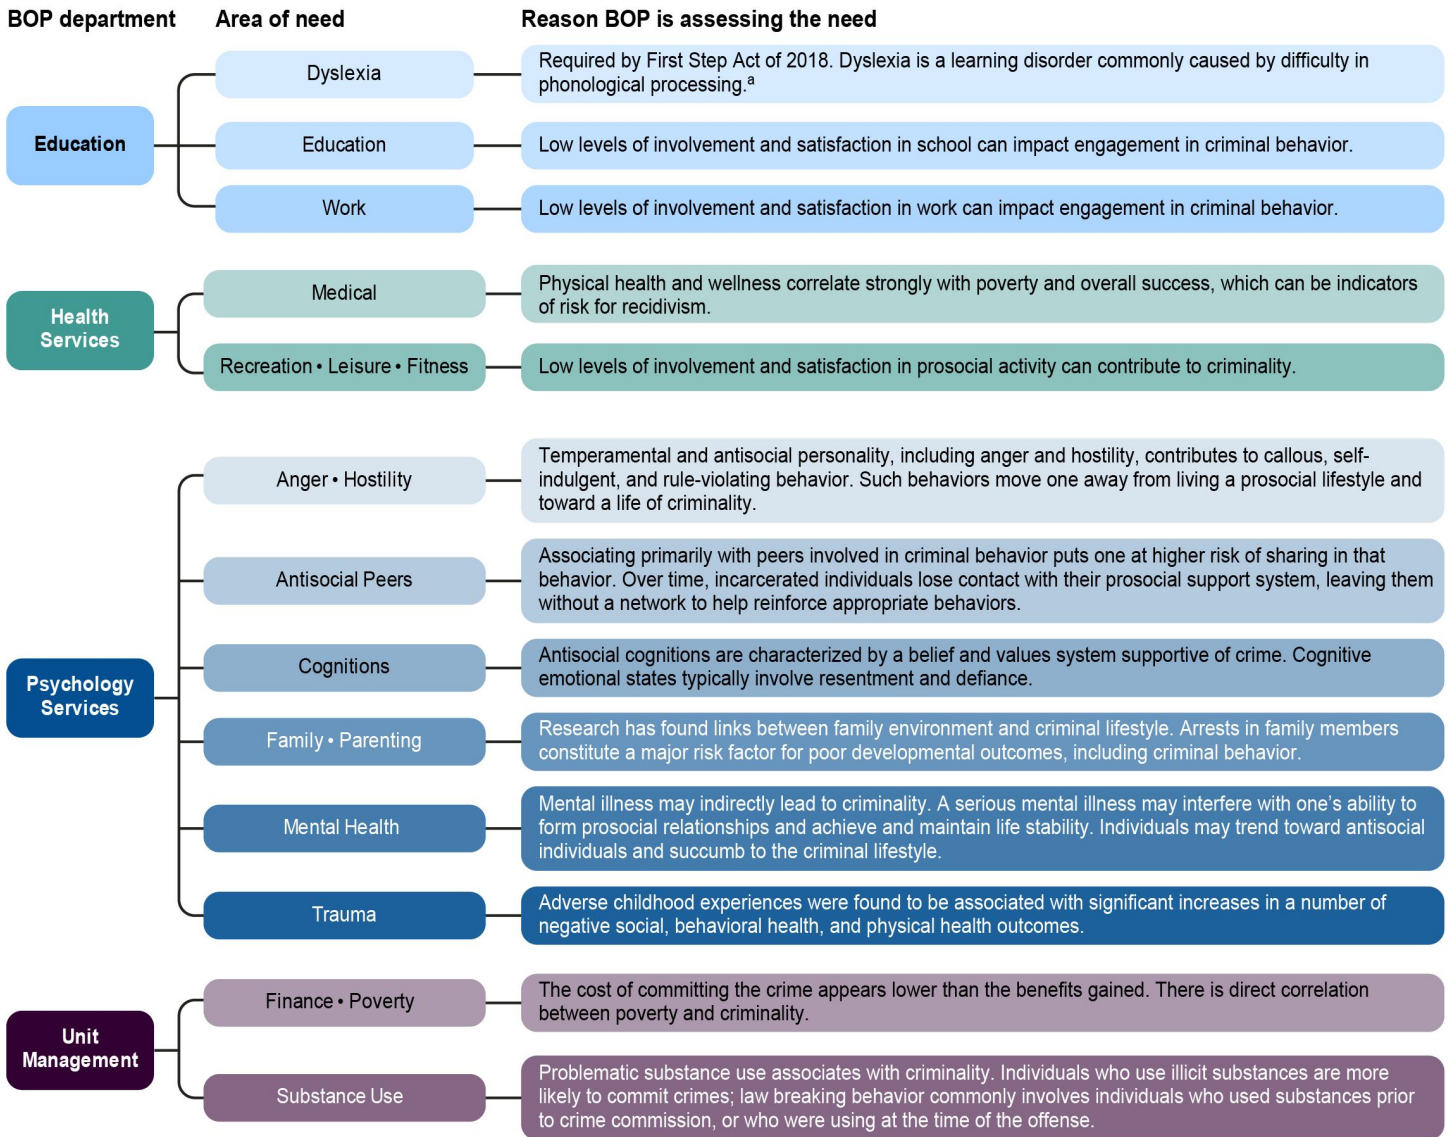 BOP department Area of need Reason BOP is assessing the need
Education
Dyslexia
Required by First Step Act of 2018. Dyslexia is a learning disorder commonly caused by difficulty in
phonological processing.ᵃ
Education
Low levels of involvement and satisfaction in school can impact engagement in criminal behavior.
Work
Low levels of involvement and satisfaction in work can impact engagement in criminal behavior.
Health
Services
Medical
Physical health and wellness correlate strongly with poverty and overall success, which can be indicators
of risk for recidivism.
Recreation • Leisure • Fitness
Low levels of involvement and satisfaction in prosocial activity can contribute to criminality.
Psychology
Services
Anger • Hostility
Temperamental and antisocial personality, including anger and hostility, contributes to callous, self-
indulgent, and rule-violating behavior. Such behaviors move one away from living a prosocial lifestyle and
toward a life of criminality.
Antisocial Peers
Associating primarily with peers involved in criminal behavior puts one at higher risk of sharing in that
behavior. Over time, incarcerated individuals lose contact with their prosocial support system, leaving them
without a network to help reinforce appropriate behaviors.
Cognitions
Antisocial cognitions are characterized by a belief and values system supportive of crime. Cognitive
emotional states typically involve resentment and defiance.
Family • Parenting
Research has found links between family environment and criminal lifestyle. Arrests in family members
constitute a major risk factor for poor developmental outcomes, including criminal behavior.
Mental Health
Mental illness may indirectly lead to criminality. A serious mental illness may interfere with one’s ability to
form prosocial relationships and achieve and maintain life stability. Individuals may trend toward antisocial
individuals and succumb to the criminal lifestyle.
Trauma
Adverse childhood experiences were found to be associated with significant increases in a number of
negative social, behavioral health, and physical health outcomes.
Unit
Management
Finance • Poverty
The cost of committing the crime appears lower than the benefits gained. There is direct correlation
between poverty and criminality.
Substance Use
Problematic substance use associates with criminality. Individuals who use illicit substances are more
likely to commit crimes; law breaking behavior commonly involves individuals who used substances prior
to crime commission, or who were using at the time of the offense.